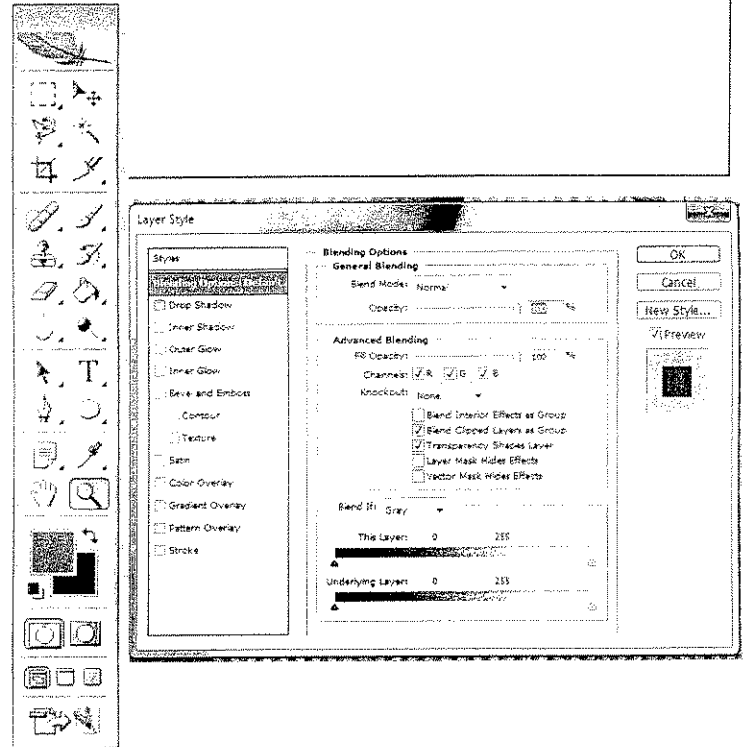 Layer Style
Styles
Drop Shadow
Inner Shadow
Outer Glow
Inner Glow
Bevel and Emboss
Contour
Texture
Satin
Color Overlay
Gradient Overlay
Pattern Overlay
Stroke
Blending Options
General Blending
Blend Mode: Normal
Opacity: %
Advanced Blending
Fill Opacity: 100 %
Channels: R G B
Knockout: None
Blend Interior Effects as Group
Blend Clipped Layers as Group
Transparency Shapes Layer
Layer Mask Hides Effects
Vector Mask Hides Effects
Blend If: Gray
This Layer: 0 255
Underlying Layer: 0 255
OK
Cancel
New Style...
Preview
T